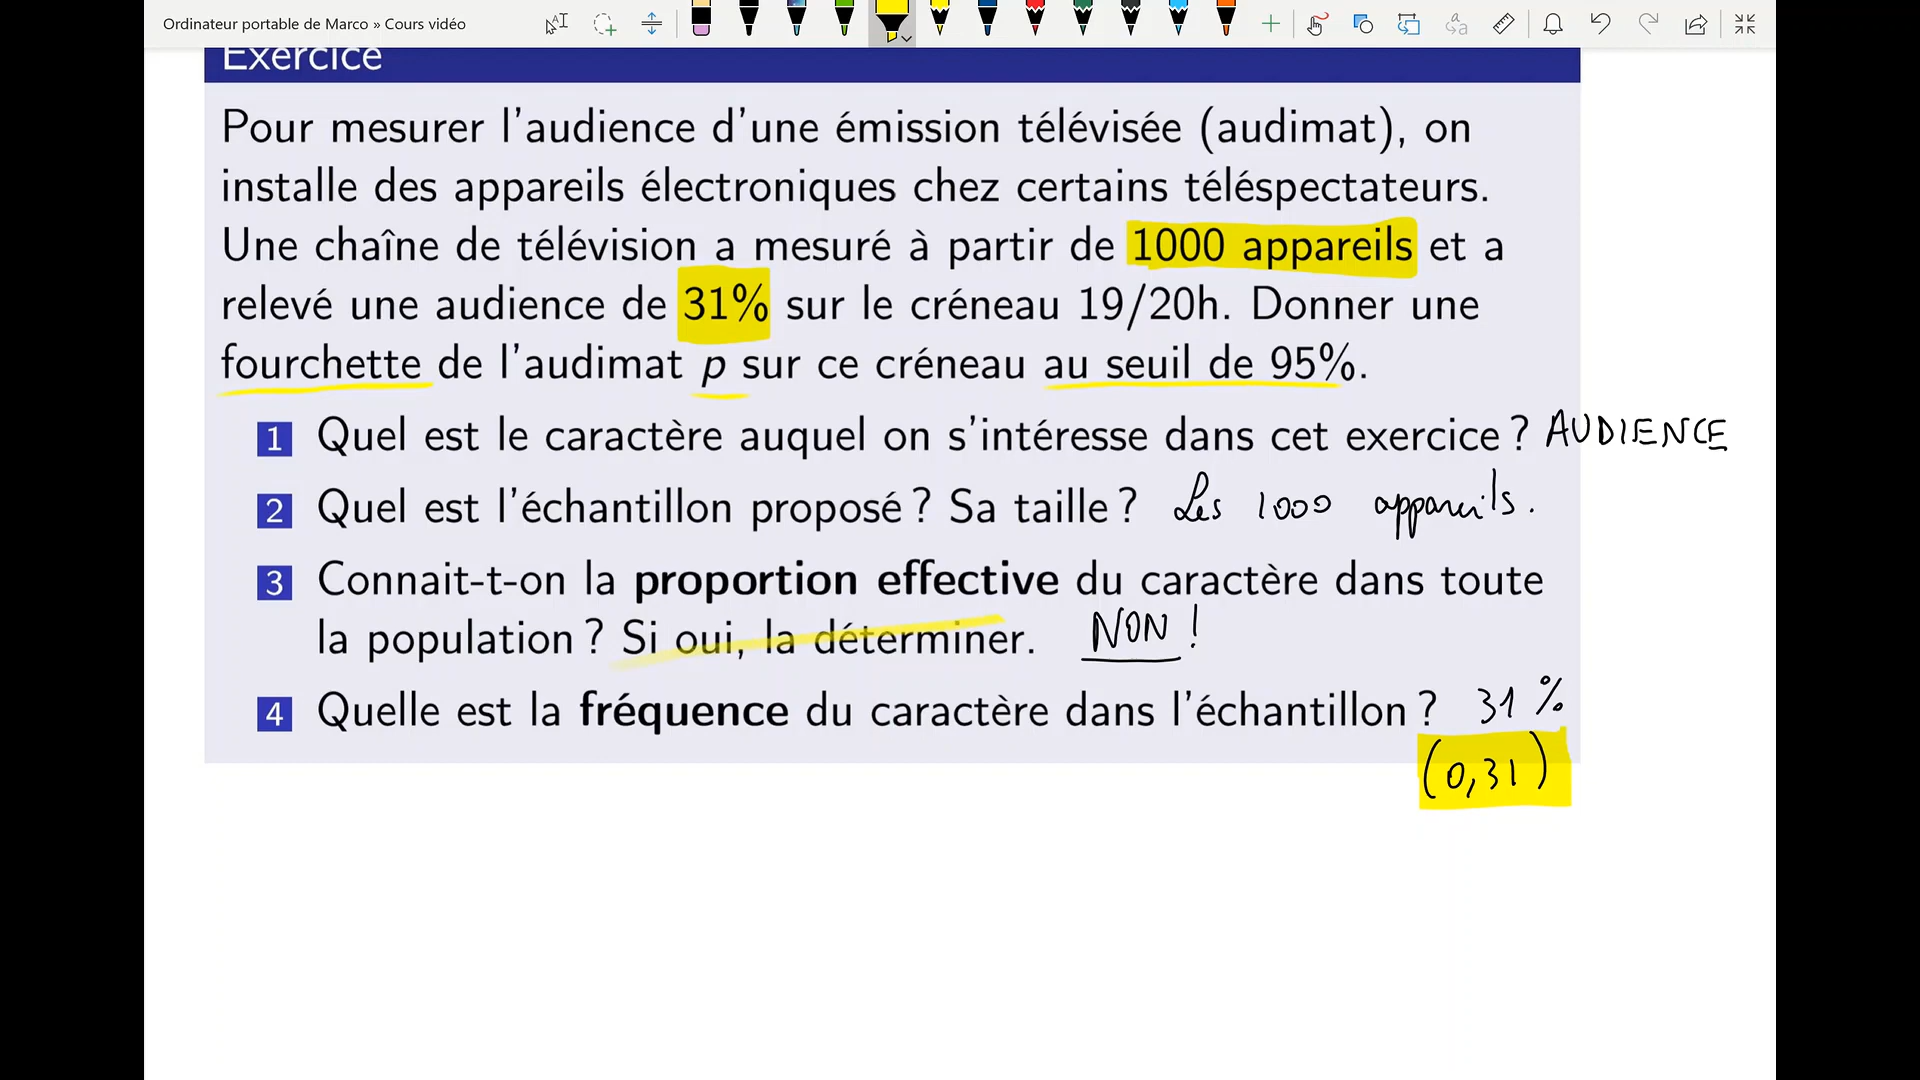 Ordinateur portable de Marco » Cours vidéo
Exercice
Pour mesurer l'audience d'une émission télévisée (audimat), on
installe des appareils électroniques chez certains téléspectateurs.
Une chaîne de télévision a mesuré à partir de 1000 appareils et a
relevé une audience de 31% sur le créneau 19/20h. Donner une
fourchette de l'audimat p sur ce créneau au seuil de 95%.
1 Quel est le caractère auquel on s'intéresse dans cet exercice ? AUDIENCE
2 Quel est l'échantillon proposé ? Sa taille ? Les 1000 appareils.
3 Connait-t-on la proportion effective du caractère dans toute
la population ? Si oui, la déterminer. NON !
4 Quelle est la fréquence du caractère dans l'échantillon ? 31 %
(0,31)